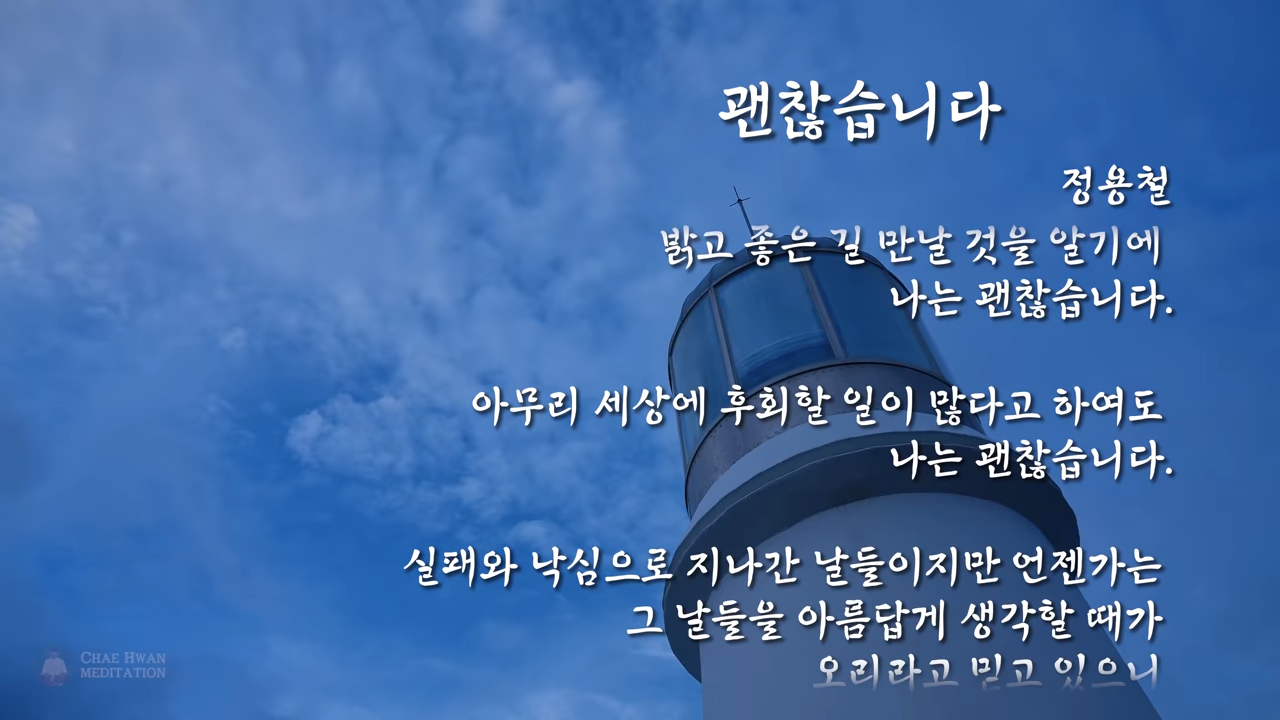 괜찮습니다
정용철
밝고 좋은 길 만날 것을 알기에
나는 괜찮습니다.
아무리 세상에 후회할 일이 많다고 하여도
나는 괜찮습니다.
실패와 낙심으로 지나간 날들이지만 언젠가는
그 날들을 아름답게 생각할 때가
오리라고 믿고 있으니
CHAE HWAN
MEDITATION